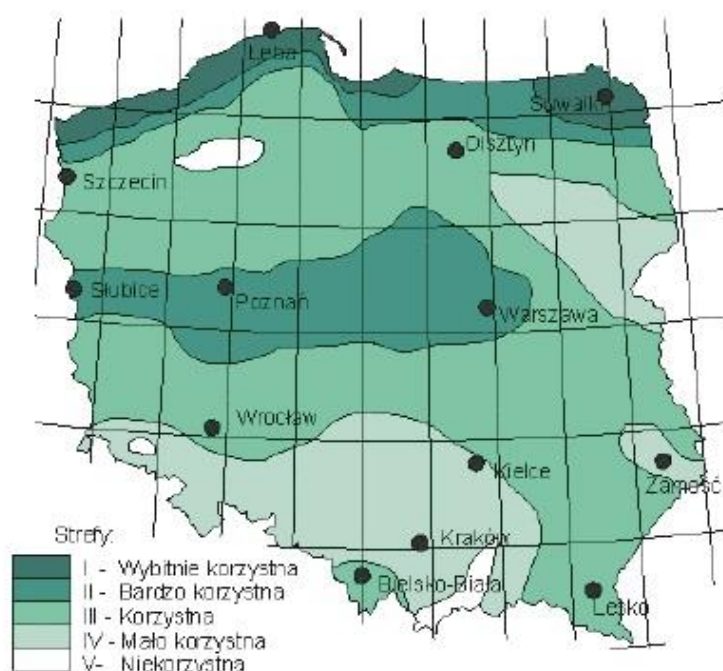 Łeba
Suwałki
Olsztyn
Szczecin
Słubice
Poznań
Warszawa
Wrocław
Kielce
Zamość
Kraków
Bielsko-Biała
Lesko
Strefy:
I - Wybitnie korzystna
II - Bardzo korzystna
III - Korzystna
IV - Mało korzystna
V- Niekorzystna